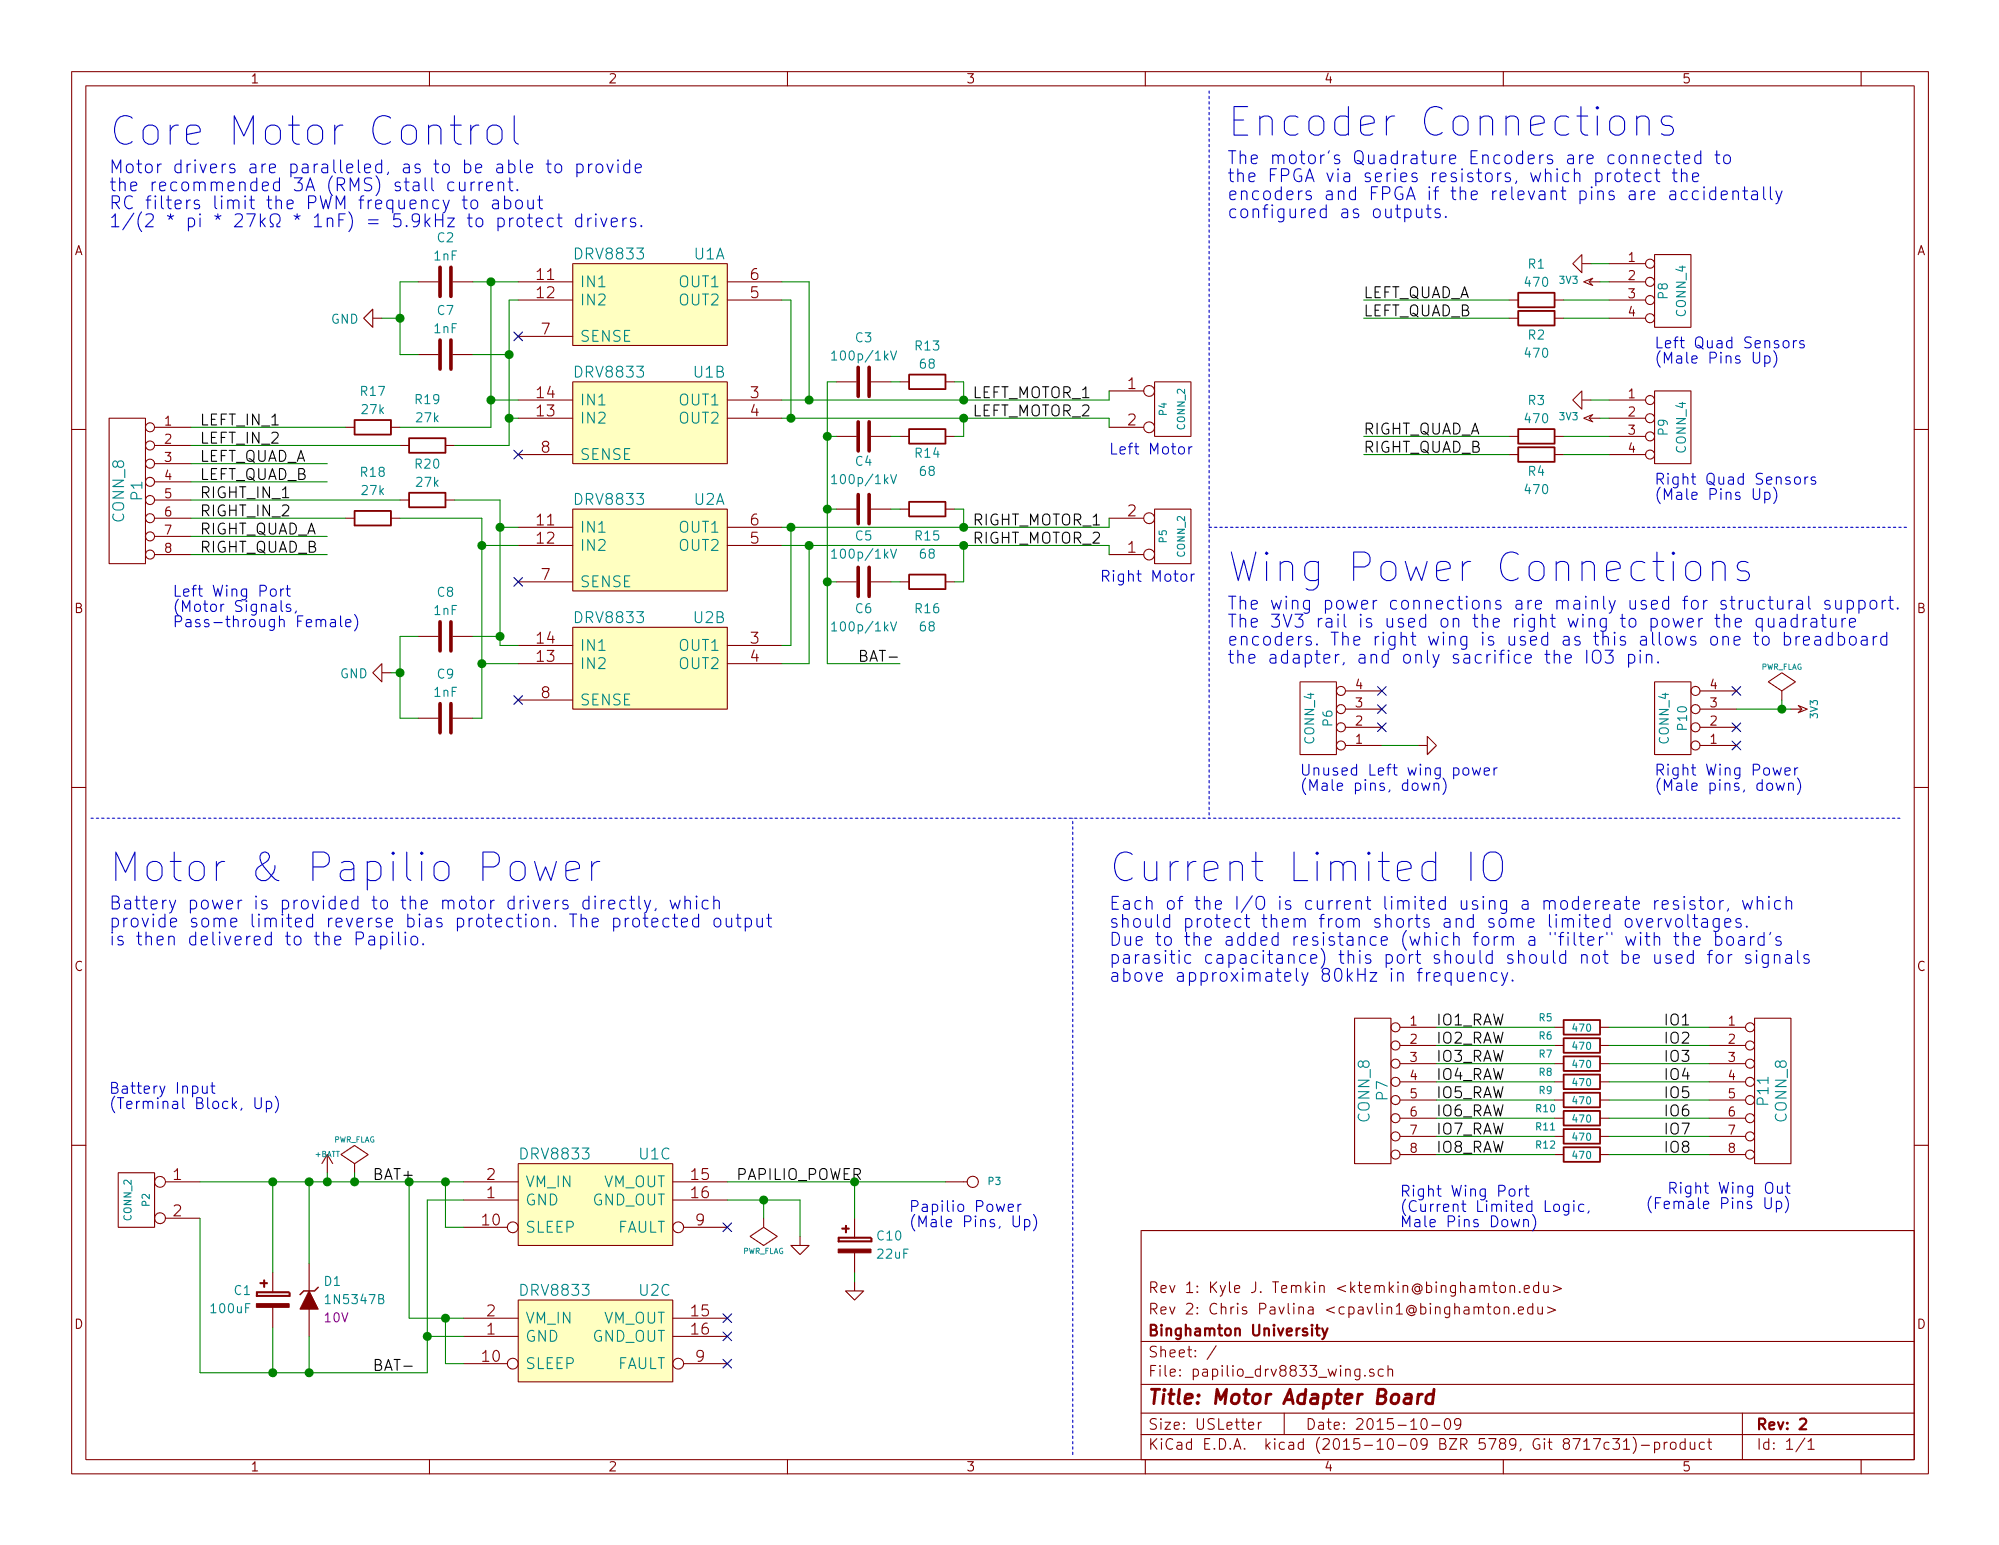 1 2 3 4 5
A
B
C
D
Core Motor Control
Motor drivers are paralleled, as to be able to provide
the recommended 3A (RMS) stall current.
RC filters limit the PWM frequency to about
1/(2 * pi * 27kΩ * 1nF) = 5.9kHz to protect drivers.
C2
1nF
C7
1nF
GND
DRV8833 U1A
11 IN1 OUT1 6
12 IN2 OUT2 5
7 SENSE
DRV8833 U1B
14 IN1 OUT1 3
13 IN2 OUT2 4
8 SENSE
R17
27k
R19
27k
CONN_8
P1
1 LEFT_IN_1
2 LEFT_IN_2
3 LEFT_QUAD_A
4 LEFT_QUAD_B
5 RIGHT_IN_1
6 RIGHT_IN_2
7 RIGHT_QUAD_A
8 RIGHT_QUAD_B
R20
27k
R18
27k
Left Wing Port
(Motor Signals,
Pass-through Female)
DRV8833 U2A
11 IN1 OUT1 6
12 IN2 OUT2 5
7 SENSE
DRV8833 U2B
14 IN1 OUT1 3
13 IN2 OUT2 4
8 SENSE
C8
1nF
GND
C9
1nF
C3
100p/1kV
R13
68
LEFT_MOTOR_1
LEFT_MOTOR_2
R14
68
C4
100p/1kV
1
2
P4
CONN_2
Left Motor
RIGHT_MOTOR_1
RIGHT_MOTOR_2
C5
100p/1kV
R15
68
C6
100p/1kV
R16
68
BAT-
2
1
P5
CONN_2
Right Motor
Encoder Connections
The motor's Quadrature Encoders are connected to
the FPGA via series resistors, which protect the
encoders and FPGA if the relevant pins are accidentally
configured as outputs.
LEFT_QUAD_A
LEFT_QUAD_B
R1
470
R2
470
3V3
1
2
3
4
P8
CONN_4
Left Quad Sensors
(Male Pins Up)
RIGHT_QUAD_A
RIGHT_QUAD_B
R3
470
R4
470
3V3
1
2
3
4
P9
CONN_4
Right Quad Sensors
(Male Pins Up)
Wing Power Connections
The wing power connections are mainly used for structural support.
The 3V3 rail is used on the right wing to power the quadrature
encoders. The right wing is used as this allows one to breadboard
the adapter, and only sacrifice the IO3 pin.
CONN_4
P6
4
3
2
1
Unused Left wing power
(Male pins, down)
CONN_4
P10
4
3
2
1
PWR_FLAG
3V3
Right Wing Power
(Male pins, down)
Motor & Papilio Power
Battery power is provided to the motor drivers directly, which
provide some limited reverse bias protection. The protected output
is then delivered to the Papilio.
Battery Input
(Terminal Block, Up)
CONN_2
P2
1
2
+BATT
PWR_FLAG
BAT+
C1
100uF
D1
1N5347B
10V
BAT-
DRV8833 U1C
2 VM_IN VM_OUT 15
1 GND GND_OUT 16
10 SLEEP FAULT 9
PAPILIO_POWER
P3
Papilio Power
(Male Pins, Up)
PWR_FLAG
C10
22uF
DRV8833 U2C
2 VM_IN VM_OUT 15
1 GND GND_OUT 16
10 SLEEP FAULT 9
Current Limited IO
Each of the I/O is current limited using a modereate resistor, which
should protect them from shorts and some limited overvoltages.
Due to the added resistance (which form a "filter" with the board's
parasitic capacitance) this port should should not be used for signals
above approximately 80kHz in frequency.
CONN_8
P7
1 IO1_RAW R5 470 IO1 1
2 IO2_RAW R6 470 IO2 2
3 IO3_RAW R7 470 IO3 3
4 IO4_RAW R8 470 IO4 4
5 IO5_RAW R9 470 IO5 5
6 IO6_RAW R10 470 IO6 6
7 IO7_RAW R11 470 IO7 7
8 IO8_RAW R12 470 IO8 8
P11
CONN_8
Right Wing Port
(Current Limited Logic,
Male Pins Down)
Right Wing Out
(Female Pins Up)
Rev 1: Kyle J. Temkin <ktemkin@binghamton.edu>
Rev 2: Chris Pavlina <cpavlin1@binghamton.edu>
Binghamton University
Sheet: /
File: papilio_drv8833_wing.sch
Title: Motor Adapter Board
Size: USLetter Date: 2015-10-09 Rev: 2
KiCad E.D.A. kicad (2015-10-09 BZR 5789, Git 8717c31)-product Id: 1/1
A
B
C
D
1 2 3 4 5